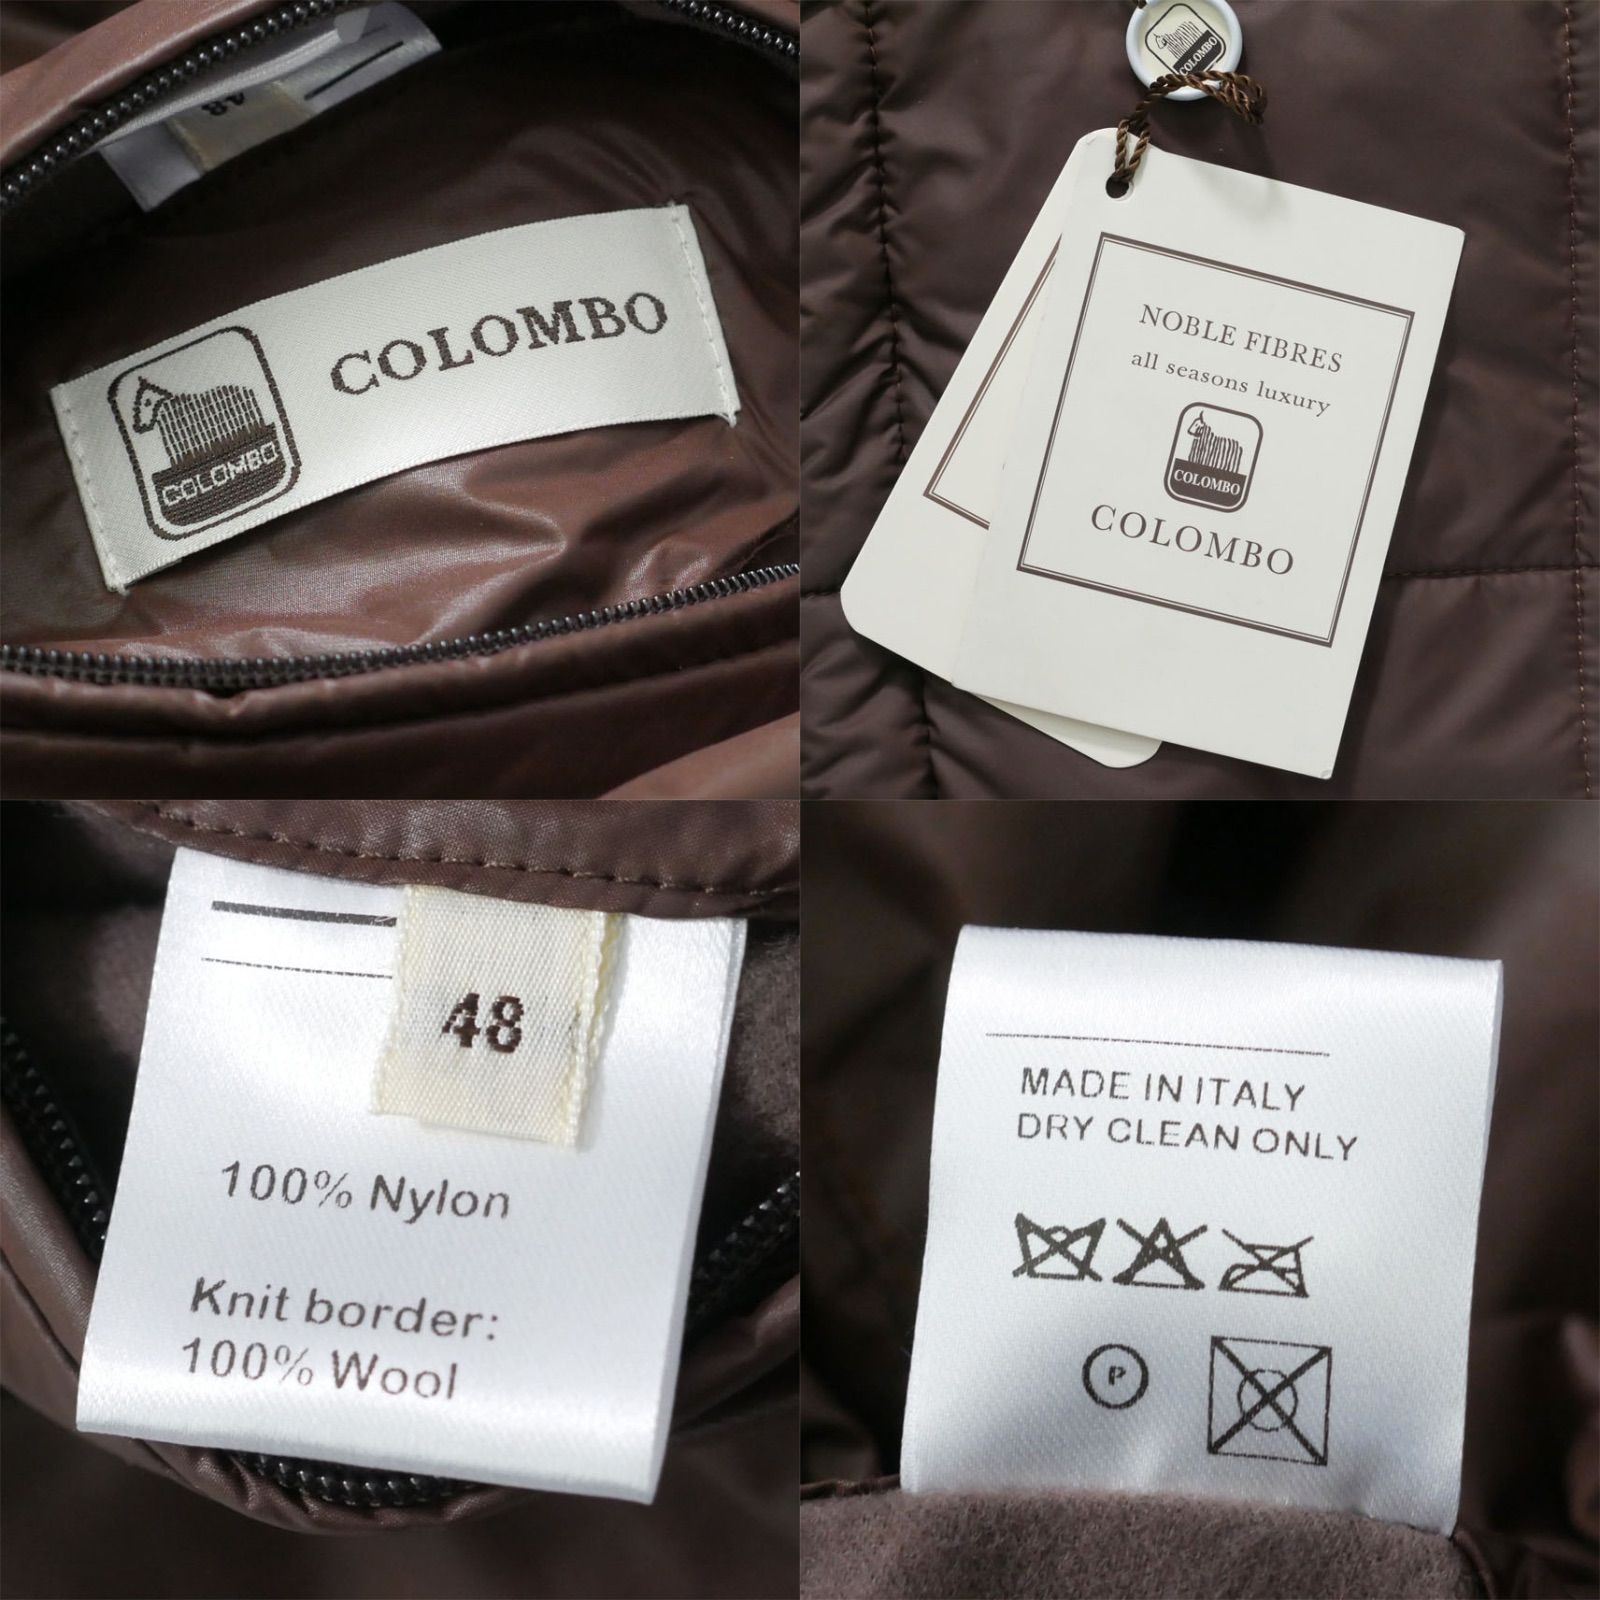 48
COLOMBO
COLOMBO
COLOMBO
NOBLE FIBRES
all seasons luxury
COLOMBO
COLOMBO
48
100% Nylon
Knit border:
100% Wool
MADE IN ITALY
DRY CLEAN ONLY
P